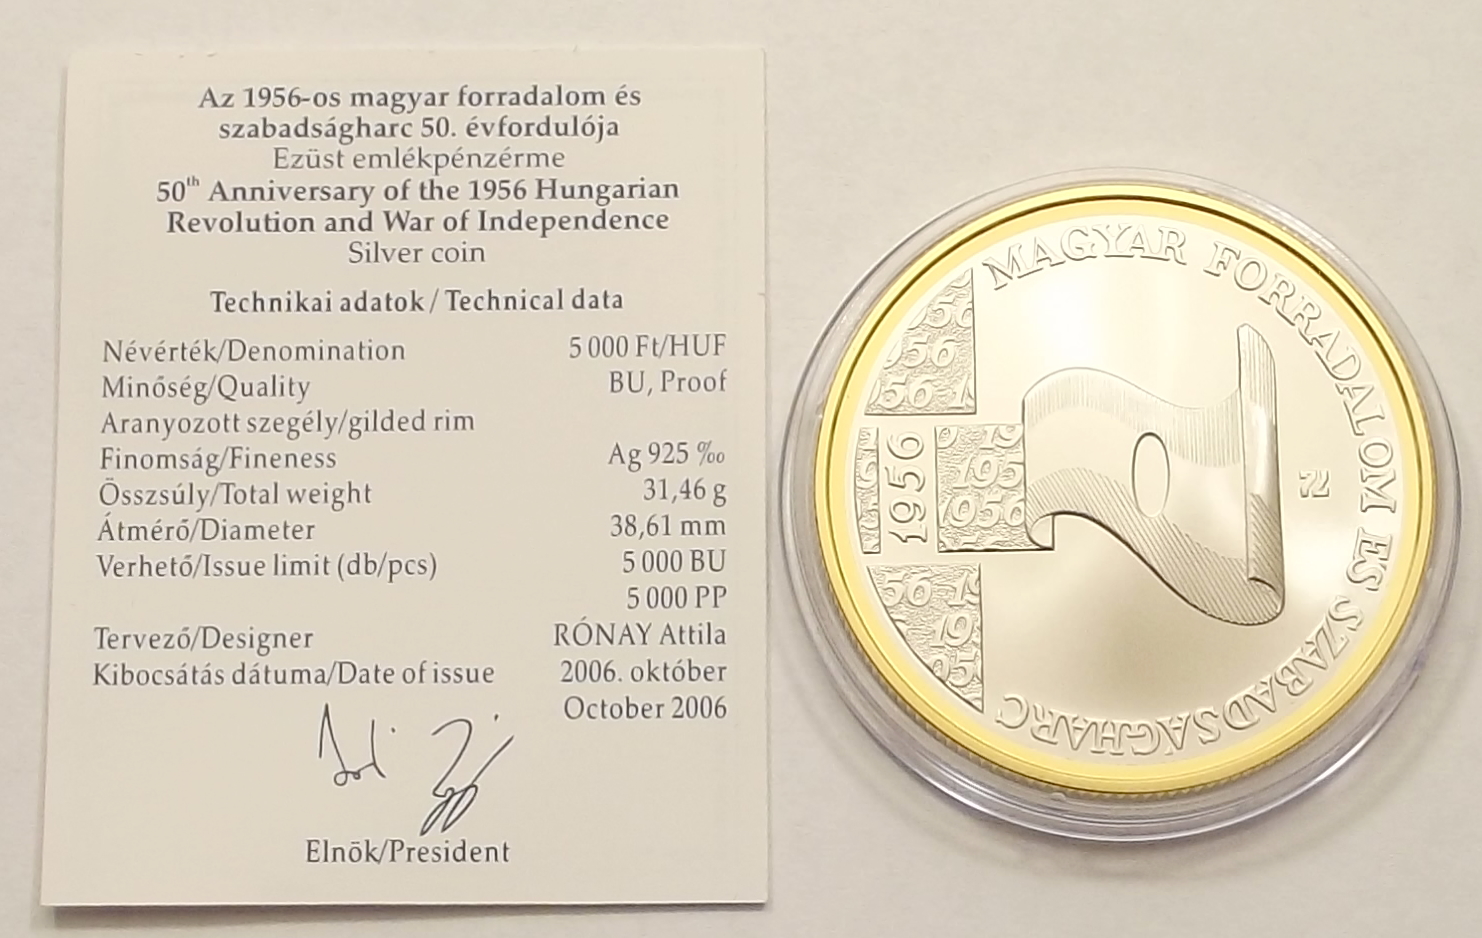 Az 1956-os magyar forradalom és
szabadságharc 50. évfordulója
Ezüst emlékpénzérme
50th Anniversary of the 1956 Hungarian
Revolution and War of Independence
Silver coin
Technikai adatok / Technical data
Névérték/Denomination 5 000 Ft/HUF
Minőség/Quality BU, Proof
Aranyozott szegély/gilded rim
Finomság/Fineness Ag 925 ‰
Összsúly/Total weight 31,46 g
Átmérő/Diameter 38,61 mm
Verhető/Issue limit (db/pcs) 5 000 BU
5 000 PP
Tervező/Designer RÓNAY Attila
Kibocsátás dátuma/Date of issue 2006. október
October 2006
Elnök/President
MAGYAR FORRADALOM ÉS SZABADSÁGHARC
1956